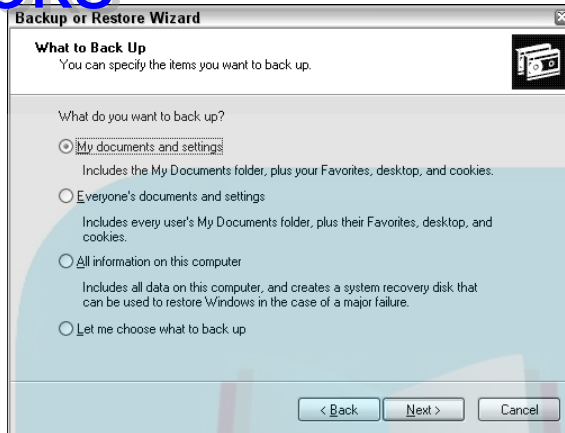 Backup or Restore Wizard
What to Back Up
You can specify the items you want to back up.
What do you want to back up?
My documents and settings
Includes the My Documents folder, plus your Favorites, desktop, and cookies.
Everyone's documents and settings
Includes every user's My Documents folder, plus their Favorites, desktop, and
cookies.
All information on this computer
Includes all data on this computer, and creates a system recovery disk that
can be used to restore Windows in the case of a major failure.
Let me choose what to back up
< Back
Next >
Cancel